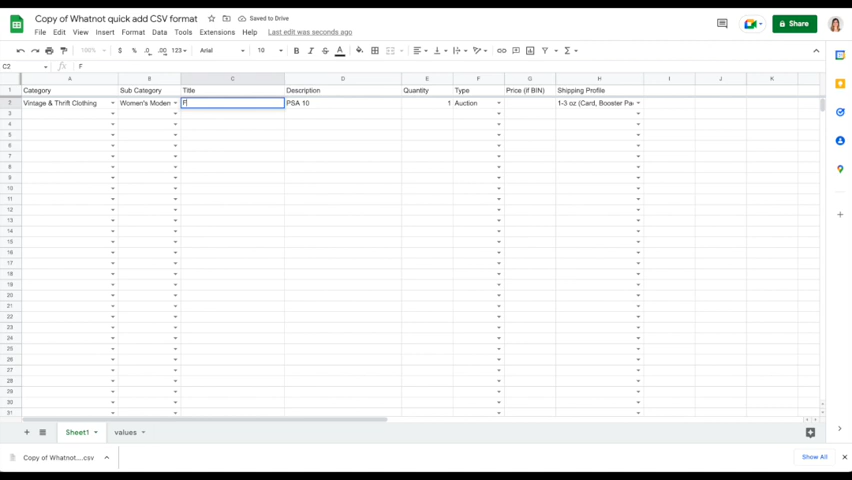 Copy of Whatnot quick add CSV format Saved to Drive
File Edit View Insert Format Data Tools Extensions Help Last edit was seconds ago
Share
100% $ % .0 .00 123 Arial 10 B I S A
C2 fx F
A B C D E F G H I J K
1 Category Sub Category Title Description Quantity Type Price (if BIN) Shipping Profile
2 Vintage & Thrift Clothing Women's Modern F PSA 10 1 Auction 1-3 oz (Card, Booster Pac
3
4
5
6
7
8
9
10
11
12
13
14
15
16
17
18
19
20
21
22
23
24
25
26
27
28
29
30
31
Sheet1 values
Copy of Whatnot....csv Show All